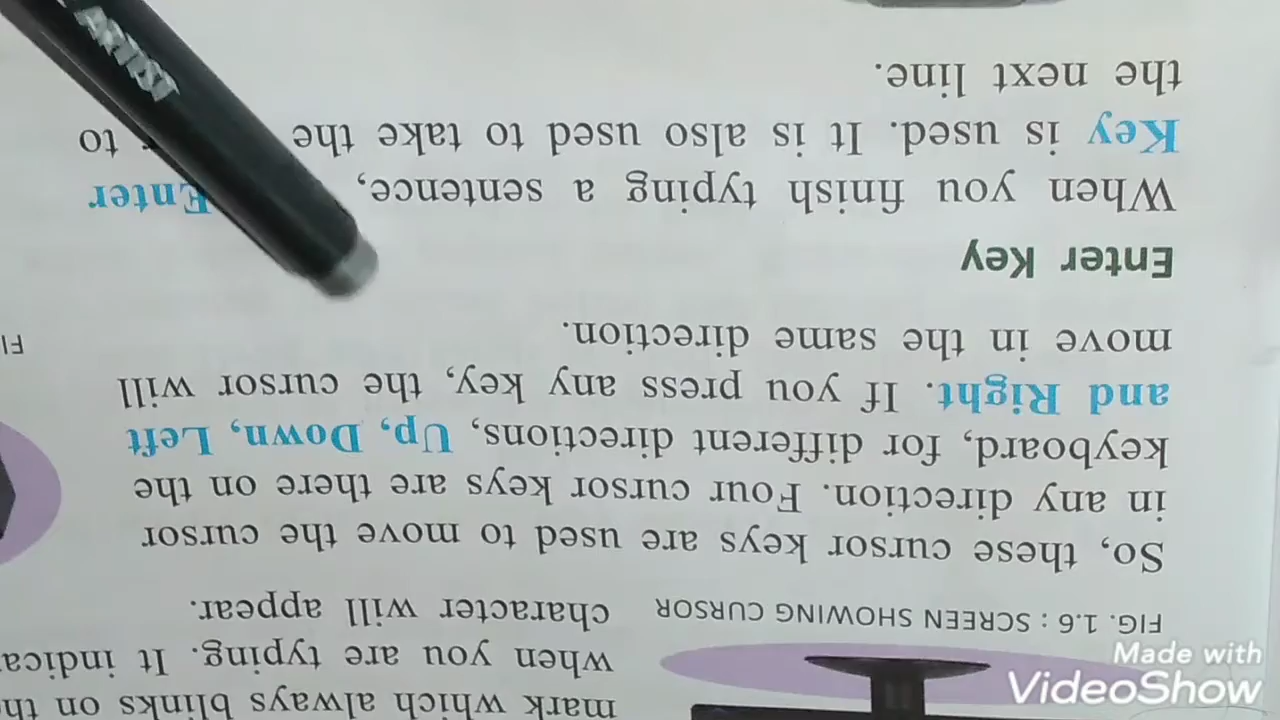 mark which always blinks on th
when you are typing. It indica
character will appear.
FIG. 1.6 : SCREEN SHOWING CURSOR
So, these cursor keys are used to move the cursor
in any direction. Four cursor keys are there on the
keyboard, for different directions, Up, Down, Left
and Right. If you press any key, the cursor will
move in the same direction.
FI
Enter Key
When you finish typing a sentence, Enter
Key is used. It is also used to take the to
the next line.
ARTIST
Made with
VideoShow